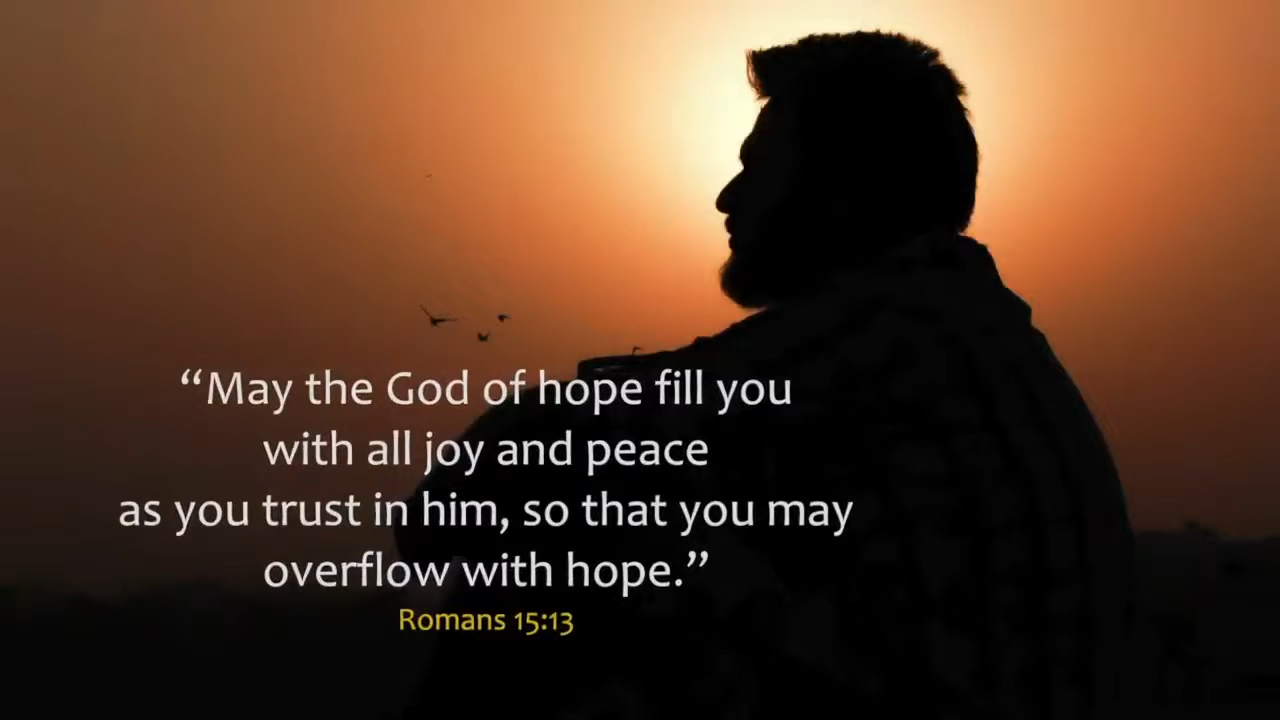 “May the God of hope fill you
with all joy and peace
as you trust in him, so that you may
overflow with hope.”
Romans 15:13